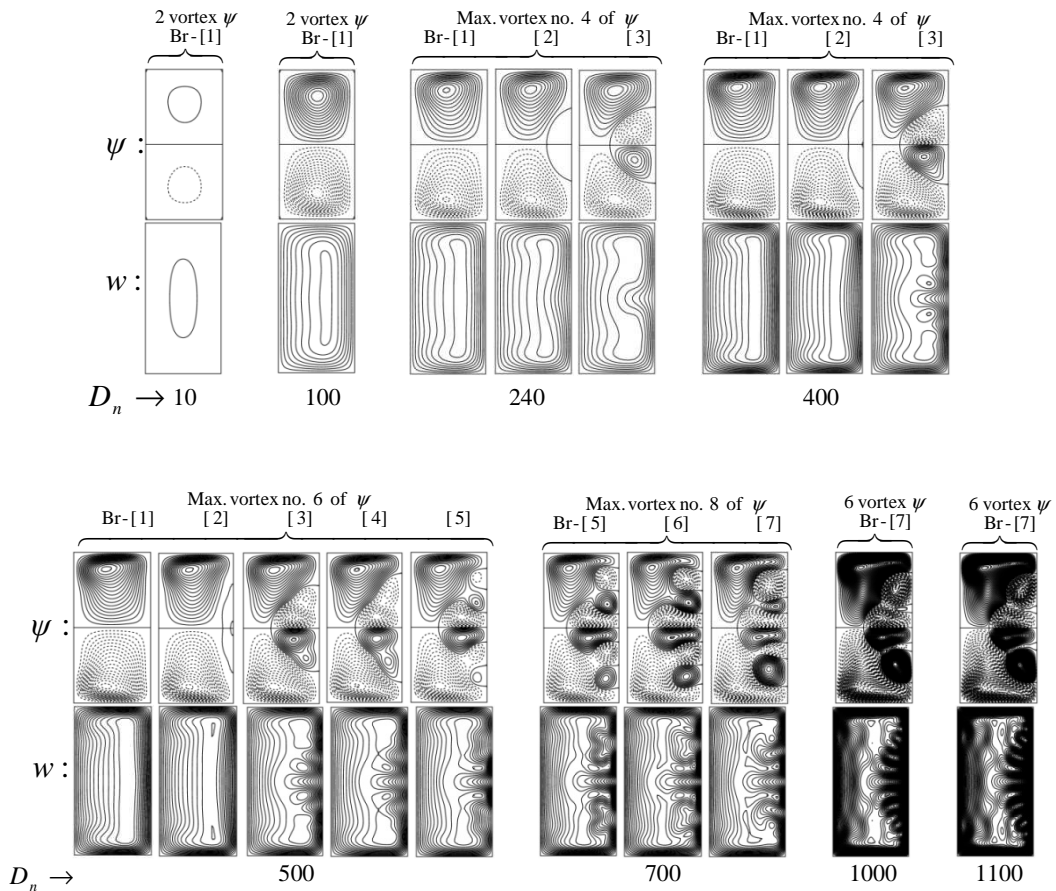 2 vortex ψ
Br-[1]
2 vortex ψ
Br-[1]
Max. vortex no. 4 of ψ
Br-[1] [2] [3]
Max. vortex no. 4 of ψ
Br-[1] [2] [3]
ψ :
w :
Dn → 10 100 240 400
Max. vortex no. 6 of ψ
Br-[1] [2] [3] [4] [5]
Max. vortex no. 8 of ψ
Br-[5] [6] [7]
6 vortex ψ
Br-[7]
6 vortex ψ
Br-[7]
ψ :
w :
Dn → 500 700 1000 1100